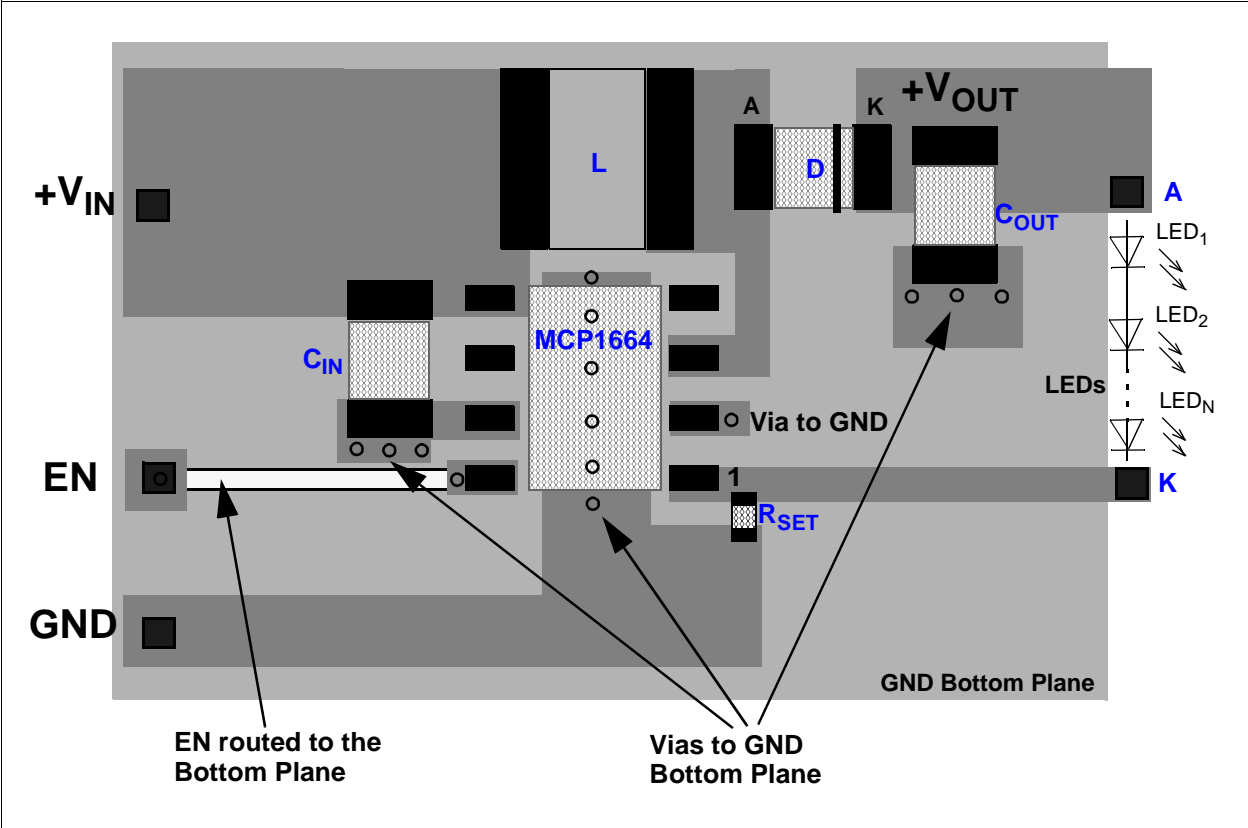 +VOUT
A
K
L
D
+VIN
A
COUT
LED1
LED2
MCP1664
CIN
LEDs
LEDN
Via to GND
EN
1
K
RSET
GND
GND Bottom Plane
EN routed to the
Bottom Plane
Vias to GND
Bottom Plane